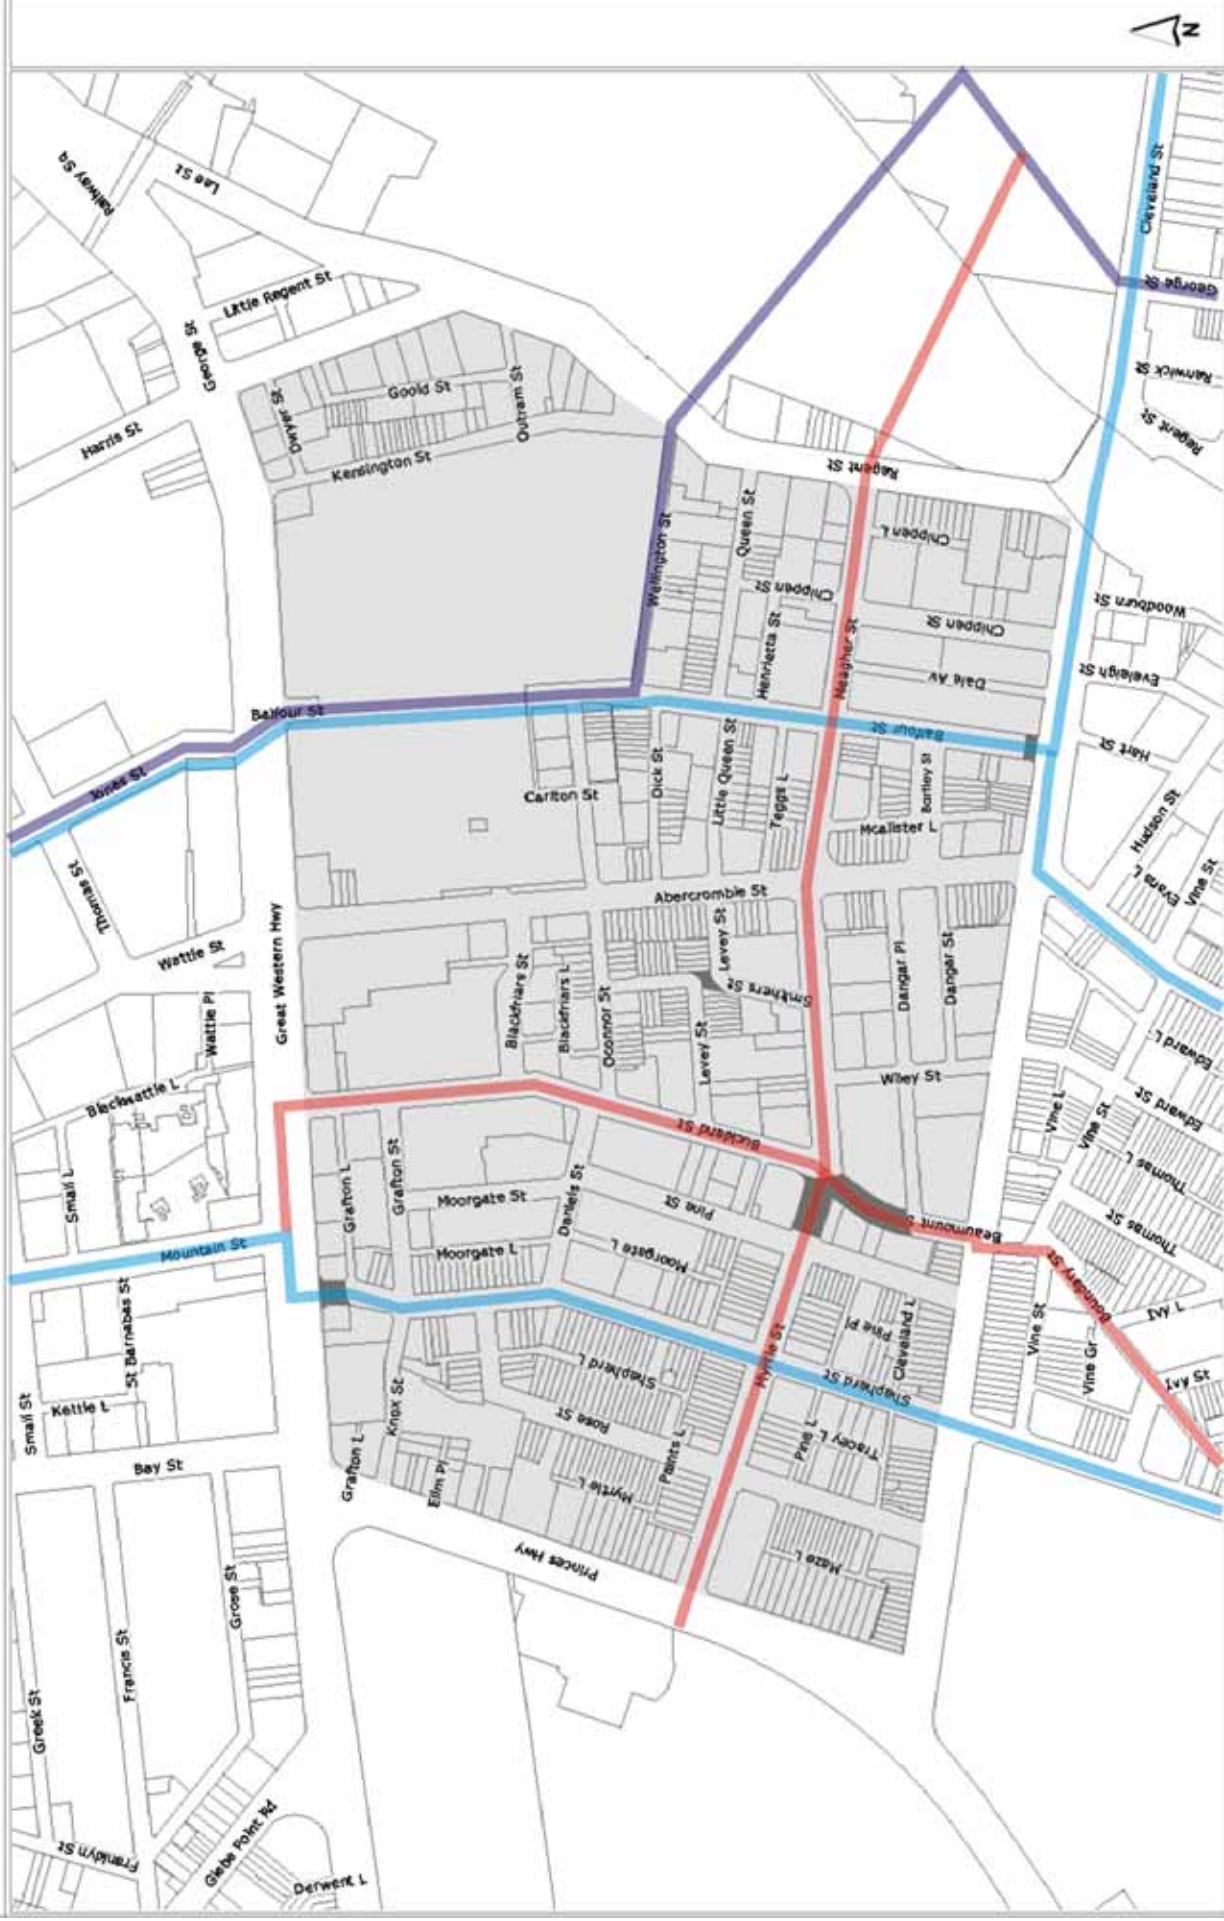 N
Railway Sq
Lee St
Cleveland St
Little Regent St
George St
George St
Harris St
Dwyer St
Goold St
Outram St
Kensington St
Renwick St
Regent St
Regent St
Queen St
Wellington St
Chippen L
Chippen St
Chippen St
Woodburn St
Henrietta St
Meagher St
Dale Av
Eveleigh St
Balfour St
Balfour St
Hart St
Jones St
Dick St
Little Queen St
Teggs L
Bartley St
Carlton St
Mcalister L
Hudson St
Evans L
Vine St
Thomas St
Abercrombie St
Wattle St
Great Western Hwy
Levey St
Dangar Pl
Dangar St
Smithers St
Wattle Pl
Blackfriars St
Blackfriars L
Oconnor St
Levey St
Edward L
Wiley St
Blackwattle L
Edward St
Vine L
Vine St
Buckland St
Thomas L
Small L
Grafton L
Grafton St
Moorgate St
Daniels St
Pine St
Thomas St
Mountain St
Moorgate L
Moorgate L
Beaumount S
Boundary St
Ivy L
St Barnabas St
Vine St
Pine Pl
Cleveland L
Myrtle St
Vine Gr
Ivy St
Small St
Kettle L
Knox St
Shepherd L
Shepherd St
Rose St
Paints L
Pine L
Tracey L
Bay St
Grafton L
Elim Pl
Myrtle L
Princes Hwy
Maze L
Grose St
Francis St
Greek St
Franklyn St
Glebe Point Rd
Derwent L